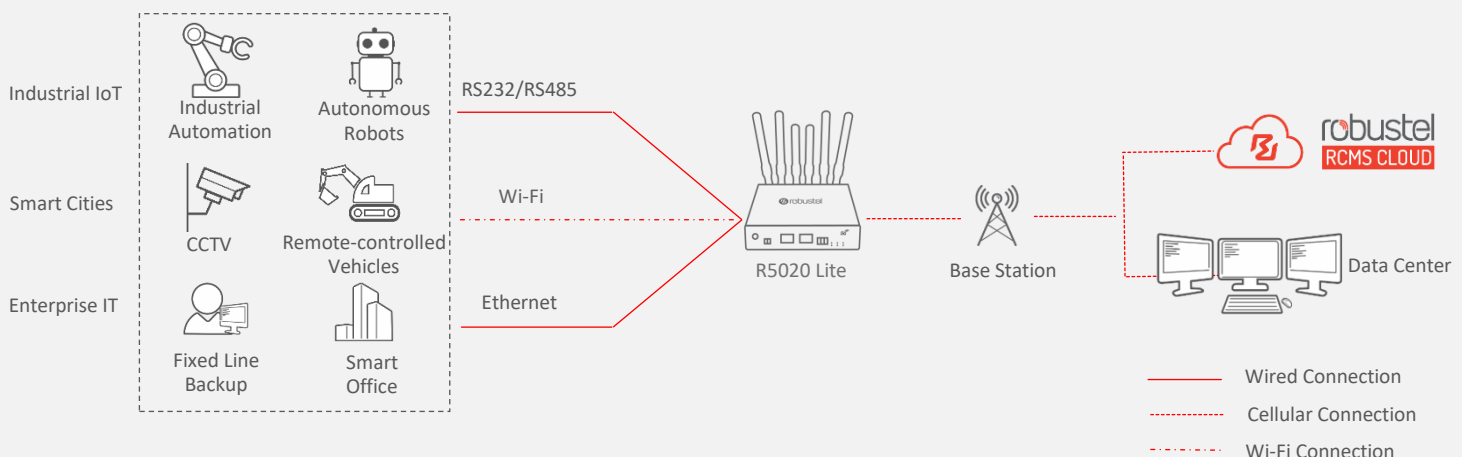 Industrial IoT
Industrial
Automation
Autonomous
Robots
RS232/RS485
robustel
RCMS CLOUD
Smart Cities
CCTV
Remote-controlled
Vehicles
Wi-Fi
robustel
R5020 Lite
Base Station
Data Center
Enterprise IT
Fixed Line
Backup
Smart
Office
Ethernet
Wired Connection
Cellular Connection
Wi-Fi Connection